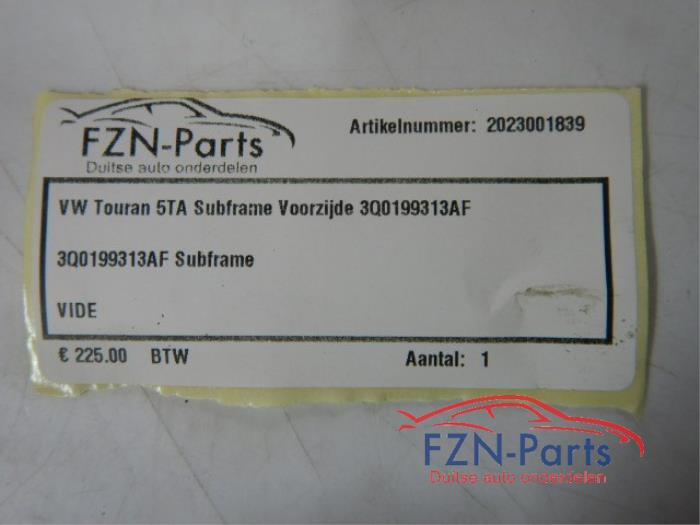 FZN-Parts
Duitse auto onderdelen
Artikelnummer: 2023001839
VW Touran 5TA Subframe Voorzijde 3Q0199313AF
3Q0199313AF Subframe
VIDE
€ 225.00 BTW
Aantal: 1
FZN-Parts
Duitse auto onderdelen